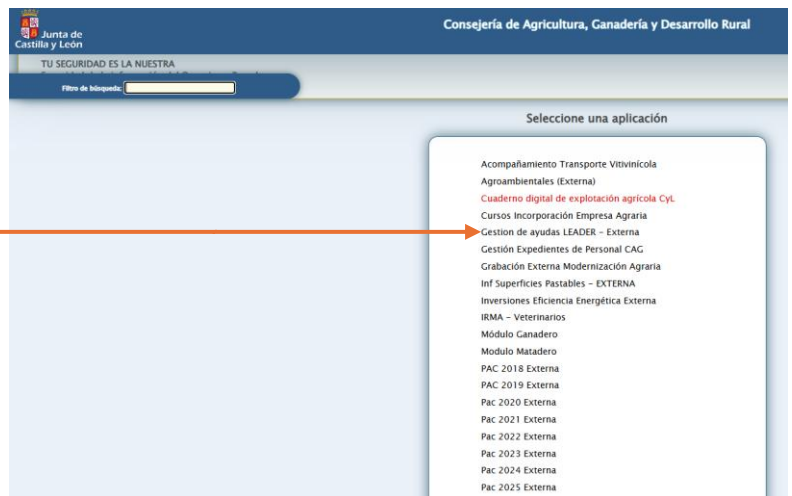 Junta de
Castilla y León
Consejería de Agricultura, Ganadería y Desarrollo Rural
TU SEGURIDAD ES LA NUESTRA
Filtro de búsqueda:
Seleccione una aplicación
Acompañamiento Transporte Vitivinícola
Agroambientales (Externa)
Cuaderno digital de explotación agrícola CyL
Cursos Incorporación Empresa Agraria
Gestion de ayudas LEADER - Externa
Gestión Expedientes de Personal CAG
Grabación Externa Modernización Agraria
Inf Superficies Pastables - EXTERNA
Inversiones Eficiencia Energética Externa
IRMA - Veterinarios
Módulo Ganadero
Modulo Matadero
PAC 2018 Externa
PAC 2019 Externa
Pac 2020 Externa
Pac 2021 Externa
Pac 2022 Externa
Pac 2023 Externa
Pac 2024 Externa
Pac 2025 Externa